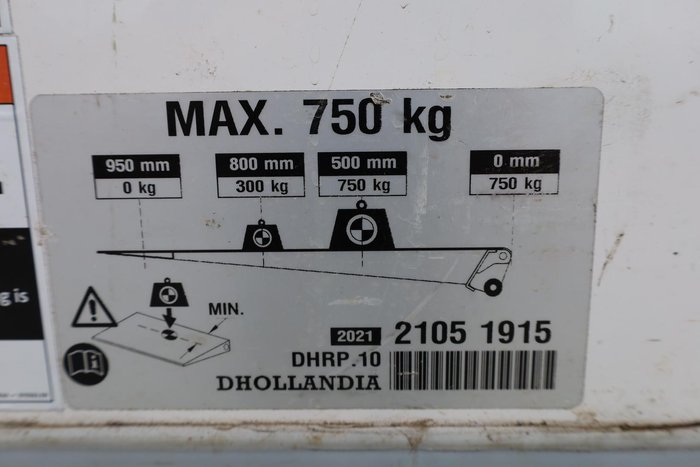 MAX. 750 kg
950 mm 800 mm 500 mm 0 mm
0 kg 300 kg 750 kg 750 kg
MIN.
2021 2105 1915
DHRP.10
DHOLLANDIA
g is